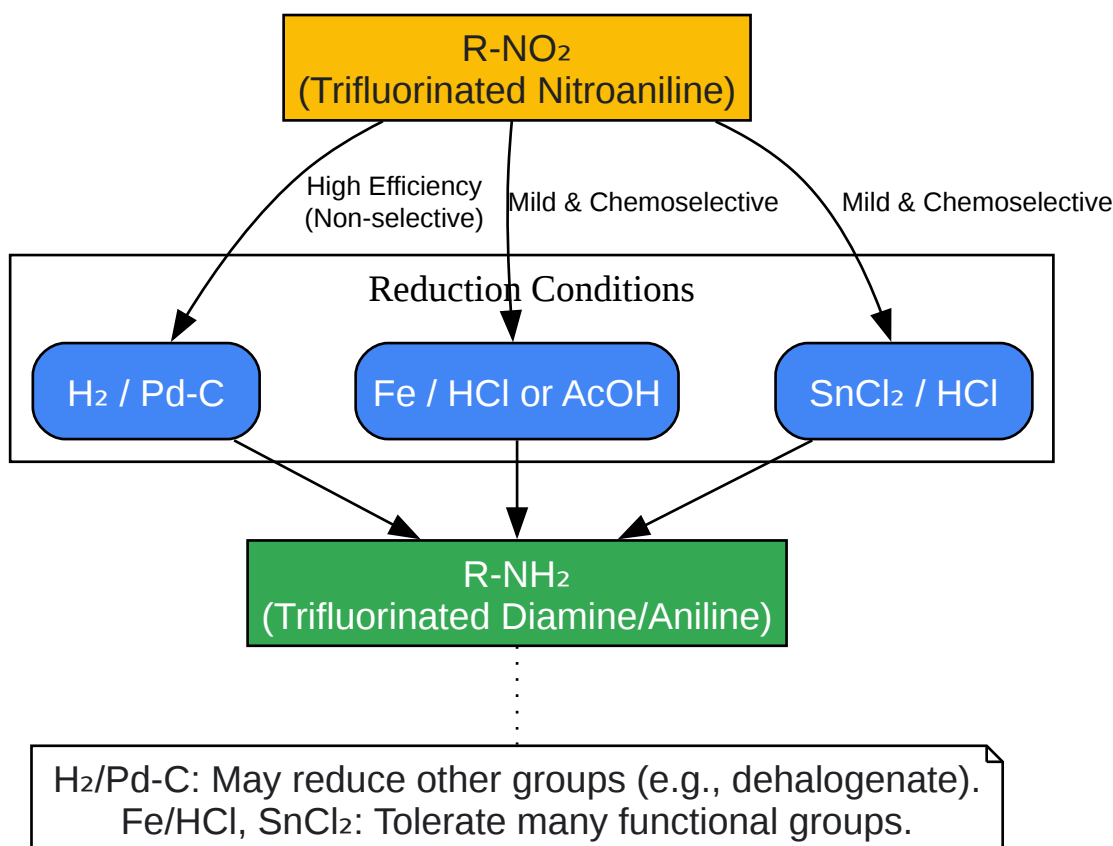 R-NO₂
(Trifluorinated Nitroaniline)
High Efficiency
(Non-selective)
Mild & Chemoselective
Mild & Chemoselective
Reduction Conditions
H₂ / Pd-C
Fe / HCl or AcOH
SnCl₂ / HCl
R-NH₂
(Trifluorinated Diamine/Aniline)
H₂/Pd-C: May reduce other groups (e.g., dehalogenate).
Fe/HCl, SnCl₂: Tolerate many functional groups.